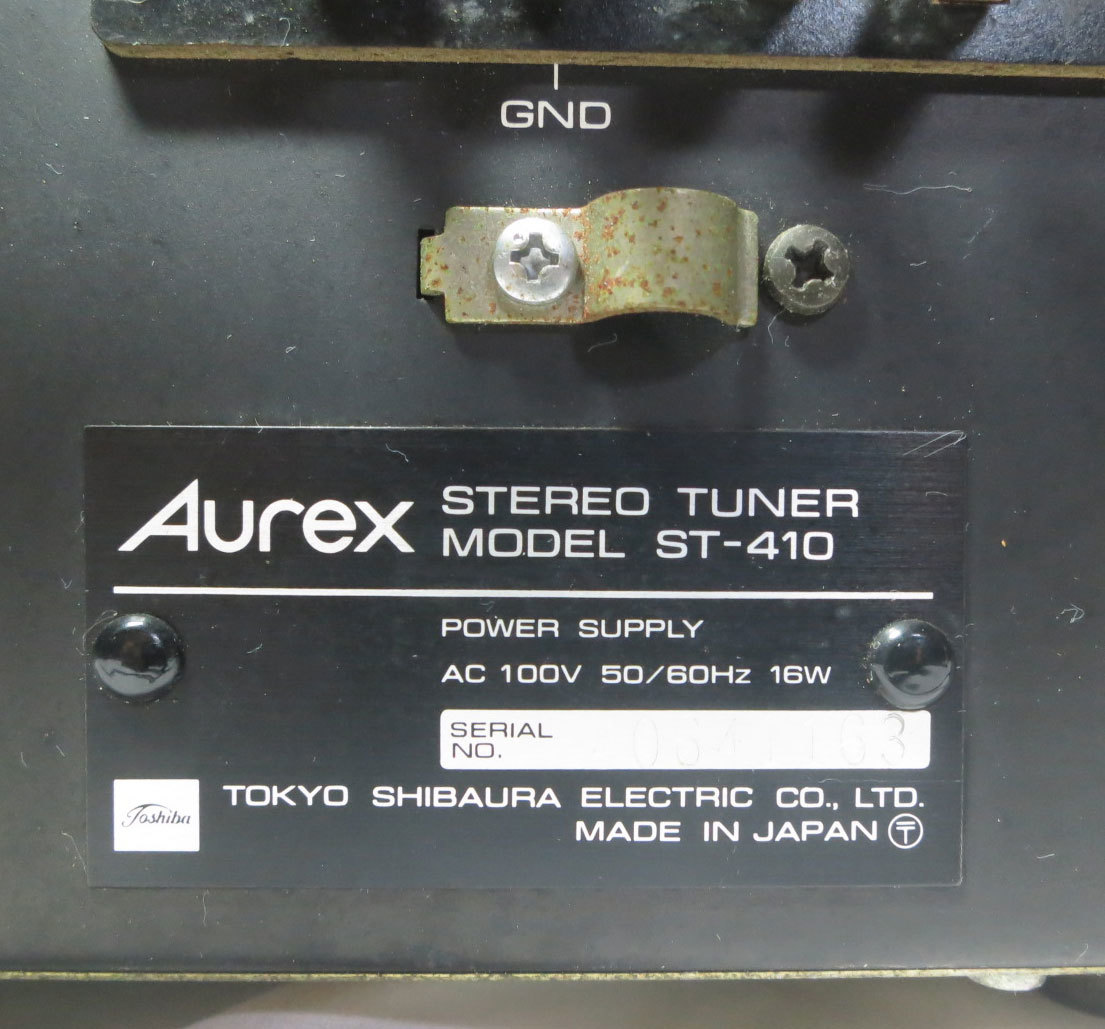 GND
Aurex
STEREO TUNER
MODEL ST-410
POWER SUPPLY
AC 100V 50/60Hz 16W
SERIAL
NO.
Toshiba
TOKYO SHIBAURA ELECTRIC CO., LTD.
MADE IN JAPAN 〶